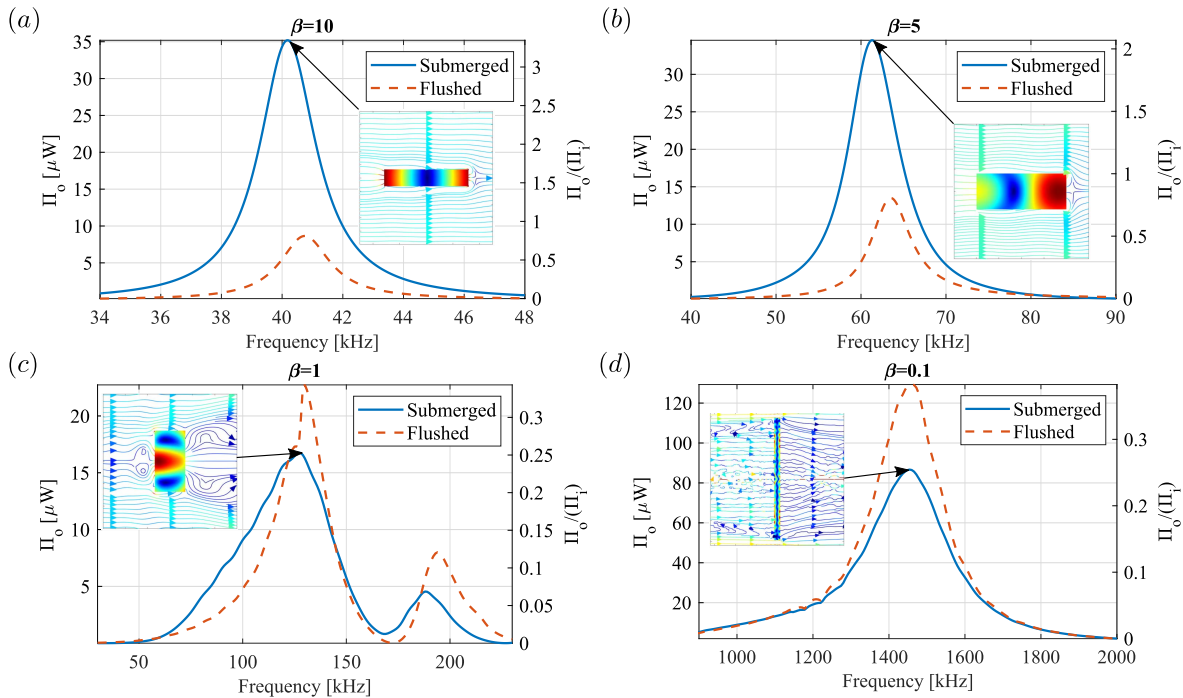 (a)
β=10
Π_o [μW]
35
30
25
20
15
10
5
34
36
38
40
42
44
46
48
Frequency [kHz]
3
2.5
2
1.5
1
0.5
0
Π_o/(Π_i)
Submerged
Flushed
(b)
β=5
Π_o [μW]
30
25
20
15
10
5
40
50
60
70
80
90
Frequency [kHz]
2
1.5
1
0.5
0
Π_o/(Π_i)
Submerged
Flushed
(c)
β=1
Π_o [μW]
20
15
10
5
50
100
150
200
Frequency [kHz]
0.3
0.25
0.2
0.15
0.1
0.05
0
Π_o/(Π_i)
Submerged
Flushed
(d)
β=0.1
Π_o [μW]
120
100
80
60
40
20
1000
1200
1400
1600
1800
2000
Frequency [kHz]
0.3
0.2
0.1
0
Π_o/(Π_i)
Submerged
Flushed